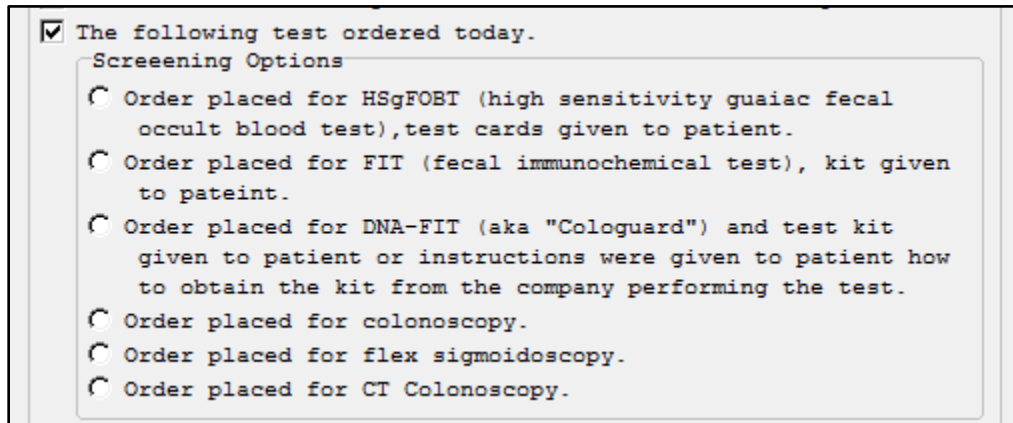 The following test ordered today.
Screeening Options
Order placed for HSgFOBT (high sensitivity guaiac fecal
occult blood test),test cards given to patient.
Order placed for FIT (fecal immunochemical test), kit given
to pateint.
Order placed for DNA-FIT (aka "Cologuard") and test kit
given to patient or instructions were given to patient how
to obtain the kit from the company performing the test.
Order placed for colonoscopy.
Order placed for flex sigmoidoscopy.
Order placed for CT Colonoscopy.